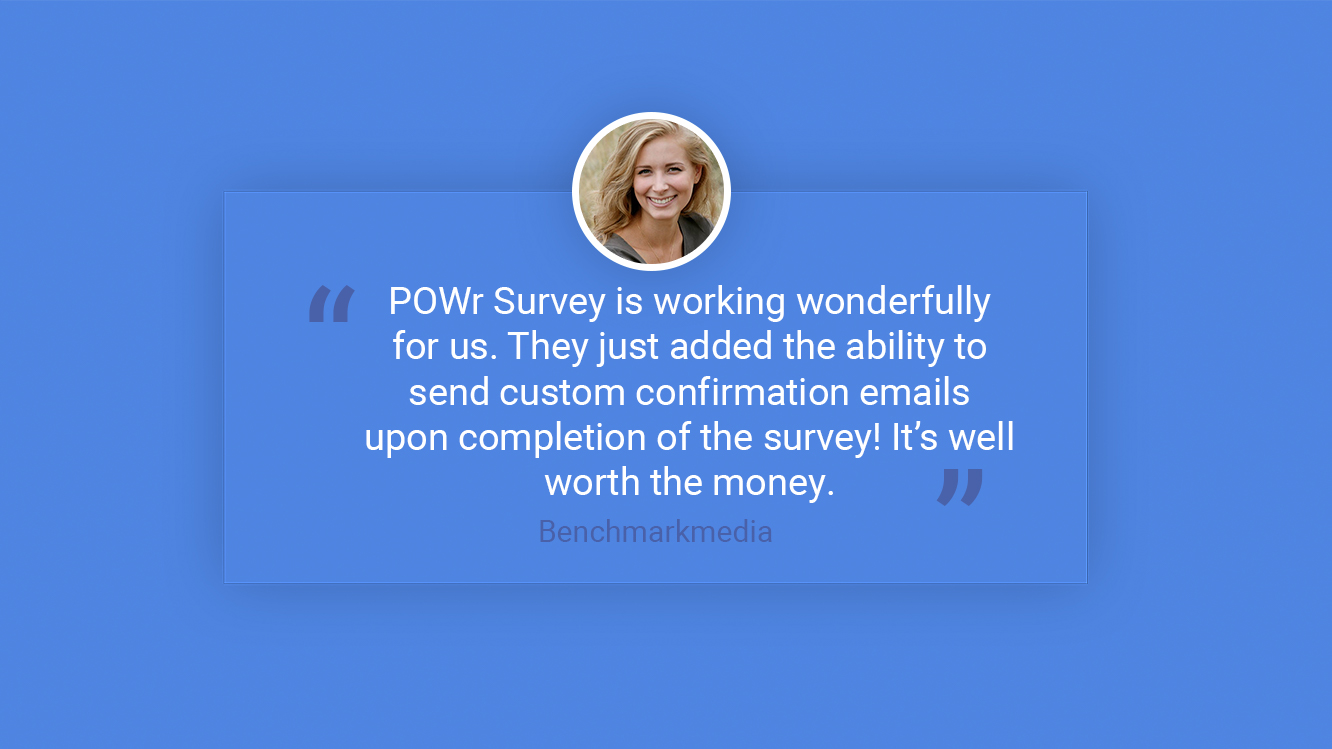 “ POWr Survey is working wonderfully
for us. They just added the ability to
send custom confirmation emails
upon completion of the survey! It’s well
worth the money. ”
Benchmarkmedia